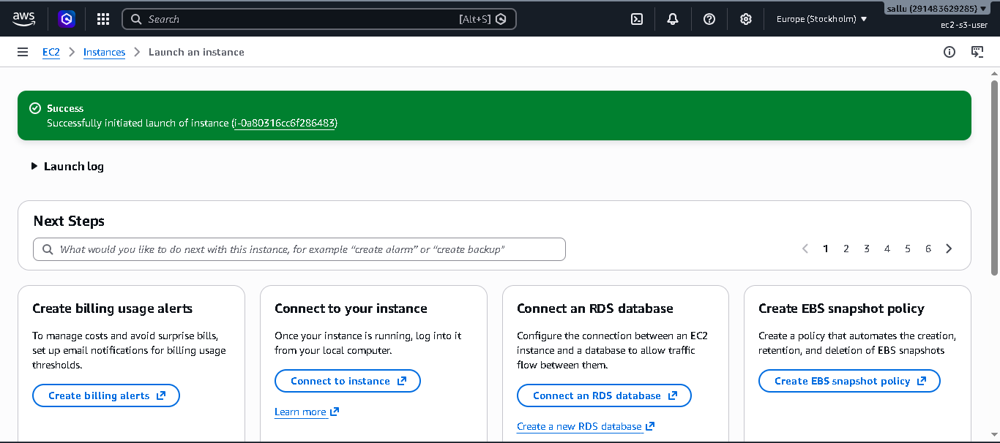 aws
Search [Alt+S]
Europe (Stockholm) ▼
sallu (291483629285) ▼
ec2-s3-user
EC2 > Instances > Launch an instance
Success
Successfully initiated launch of instance (i-0a80316cc6f286483)
Launch log
Next Steps
What would you like to do next with this instance, for example “create alarm” or “create backup”
< 1 2 3 4 5 6 >
Create billing usage alerts
To manage costs and avoid surprise bills,
set up email notifications for billing usage
thresholds.
Create billing alerts
Connect to your instance
Once your instance is running, log into it
from your local computer.
Connect to instance
Learn more
Connect an RDS database
Configure the connection between an EC2
instance and a database to allow traffic
flow between them.
Connect an RDS database
Create a new RDS database
Create EBS snapshot policy
Create a policy that automates the creation,
retention, and deletion of EBS snapshots
Create EBS snapshot policy